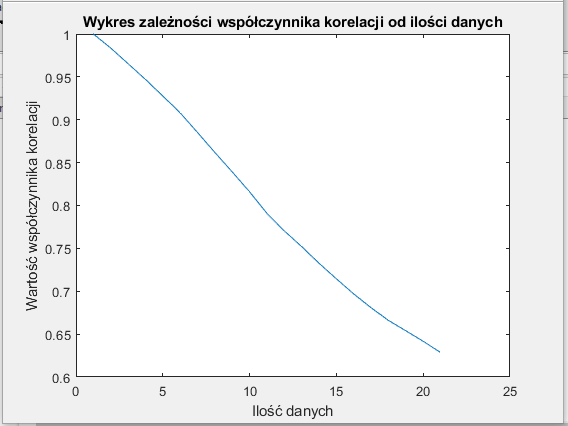 Wykres zależności współczynnika korelacji od ilości danych
Wartość współczynnika korelacji
1
0.95
0.9
0.85
0.8
0.75
0.7
0.65
0.6
0 5 10 15 20 25
Ilość danych